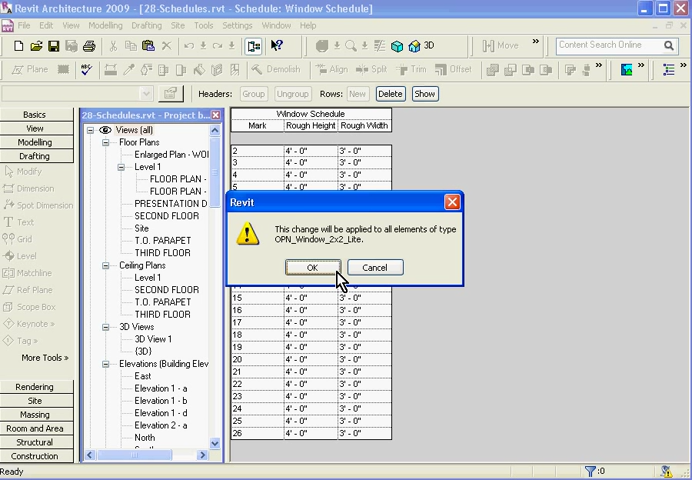 Revit Architecture 2009 - [28-Schedules.rvt - Schedule: Window Schedule]
File Edit View Modelling Drafting Site Tools Settings Window Help
3D Move Content Search Online
Plane Demolish Align Split Trim Offset
Headers: Group Ungroup Rows: New Delete Show
Basics
View
Modelling
Drafting
Modify
Dimension
Spot Dimension
Text
Grid
Level
Matchline
Ref Plane
Scope Box
Keynote »
Tag »
More Tools »
Rendering
Site
Massing
Room and Area
Structural
Construction
28-Schedules.rvt - Project b...
Views (all)
Floor Plans
Enlarged Plan - WO
Level 1
FLOOR PLAN -
FLOOR PLAN -
PRESENTATION D
SECOND FLOOR
Site
T.O. PARAPET
THIRD FLOOR
Ceiling Plans
Level 1
SECOND FLOOR
T.O. PARAPET
THIRD FLOOR
3D Views
3D View 1
{3D}
Elevations (Building Elev
East
Elevation 1 - a
Elevation 1 - b
Elevation 1 - d
Elevation 2 - a
North
Window Schedule
Mark Rough Height Rough Width
2 4' - 0" 3' - 0"
3 4' - 0" 3' - 0"
4 4' - 0" 3' - 0"
5 4' - 0" 3' - 0"
Revit
This change will be applied to all elements of type
OPN_Window_2x2_Lite.
OK Cancel
15 4' - 0" 3' - 0"
16 4' - 0" 3' - 0"
17 4' - 0" 3' - 0"
18 4' - 0" 3' - 0"
19 4' - 0" 3' - 0"
20 4' - 0" 3' - 0"
21 4' - 0" 3' - 0"
22 4' - 0" 3' - 0"
23 4' - 0" 3' - 0"
24 4' - 0" 3' - 0"
25 4' - 0" 3' - 0"
26 4' - 0" 3' - 0"
Ready :0